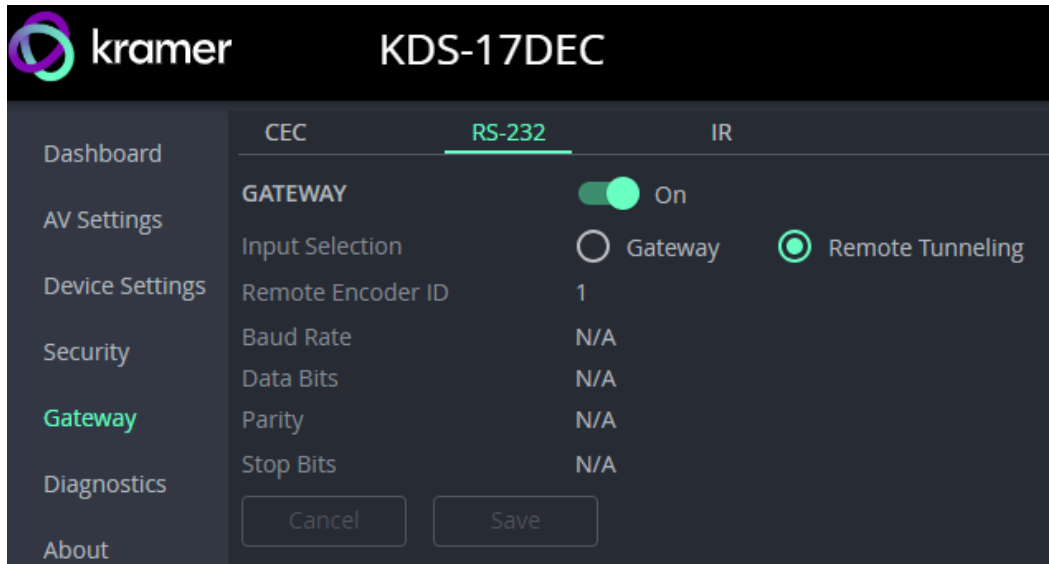 kramer KDS-17DEC
CEC RS-232 IR
Dashboard
GATEWAY On
AV Settings
Input Selection Gateway Remote Tunneling
Device Settings
Remote Encoder ID 1
Baud Rate N/A
Security
Data Bits N/A
Gateway
Parity N/A
Stop Bits N/A
Diagnostics
Cancel Save
About